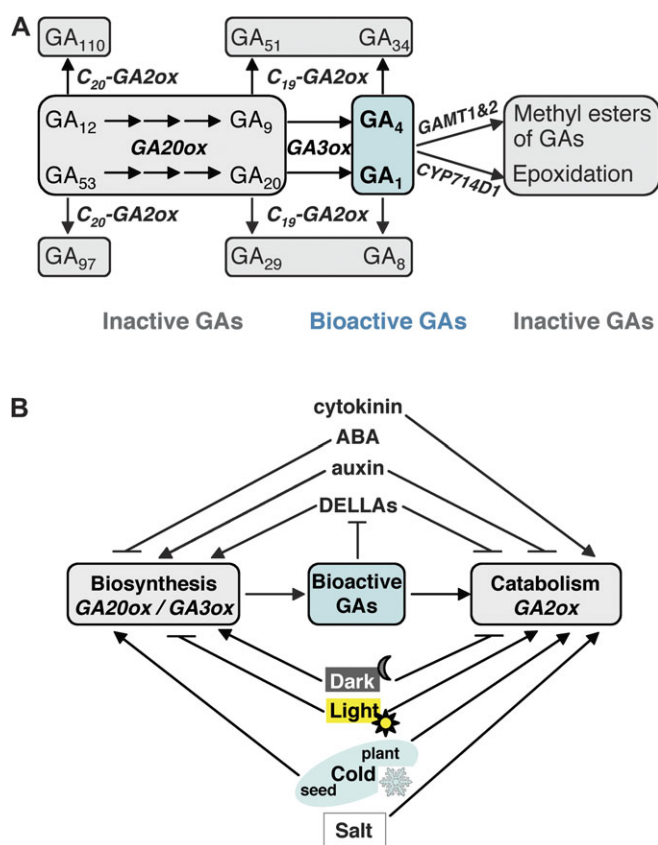 A
GA110
GA51 GA34
C20-GA2ox C19-GA2ox
GA12 GA9 GA4
GA20ox GA3ox
GA53 GA20 GA1
GAMT1&2
CYP714D1
Methyl esters
of GAs
Epoxidation
C20-GA2ox C19-GA2ox
GA97 GA29 GA8
Inactive GAs Bioactive GAs Inactive GAs
B
cytokinin
ABA
auxin
DELLAs
Biosynthesis
GA20ox / GA3ox
Bioactive
GAs
Catabolism
GA2ox
Dark
Light
plant
Cold
seed
Salt